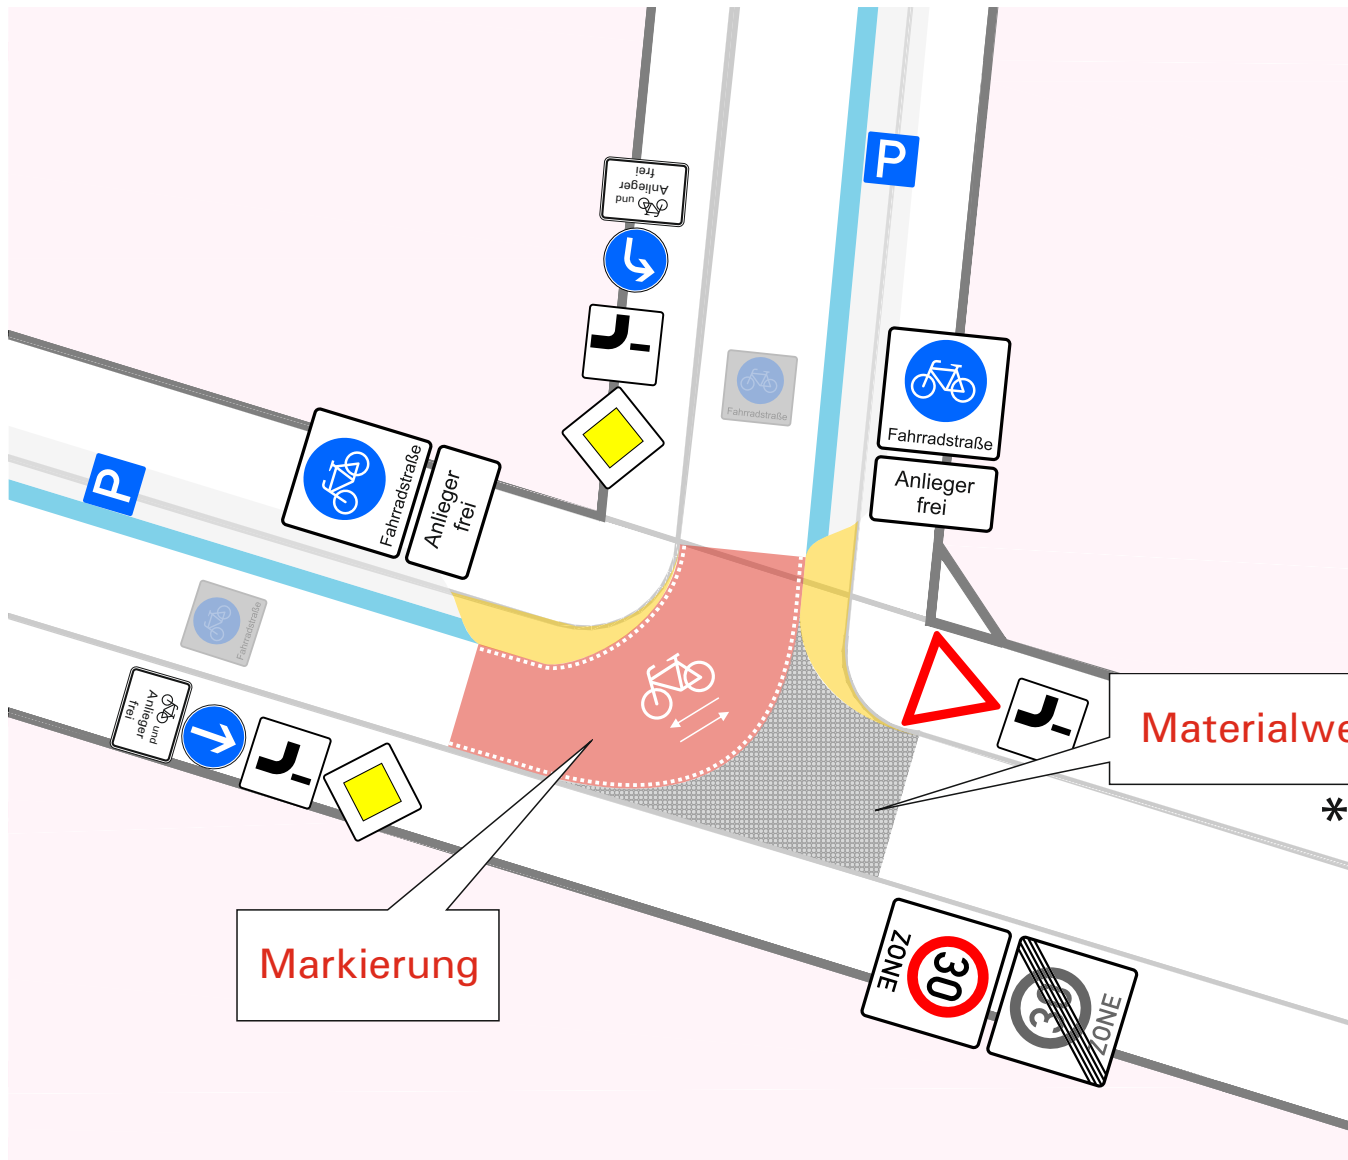 P
und
Anlieger
frei
Fahrradstraße
Fahrradstraße
Anlieger
frei
P
Fahrradstraße
Anlieger
frei
Fahrradstraße
und
Anlieger
frei
Materialwe
*
Markierung
ZONE
30
30
ZONE